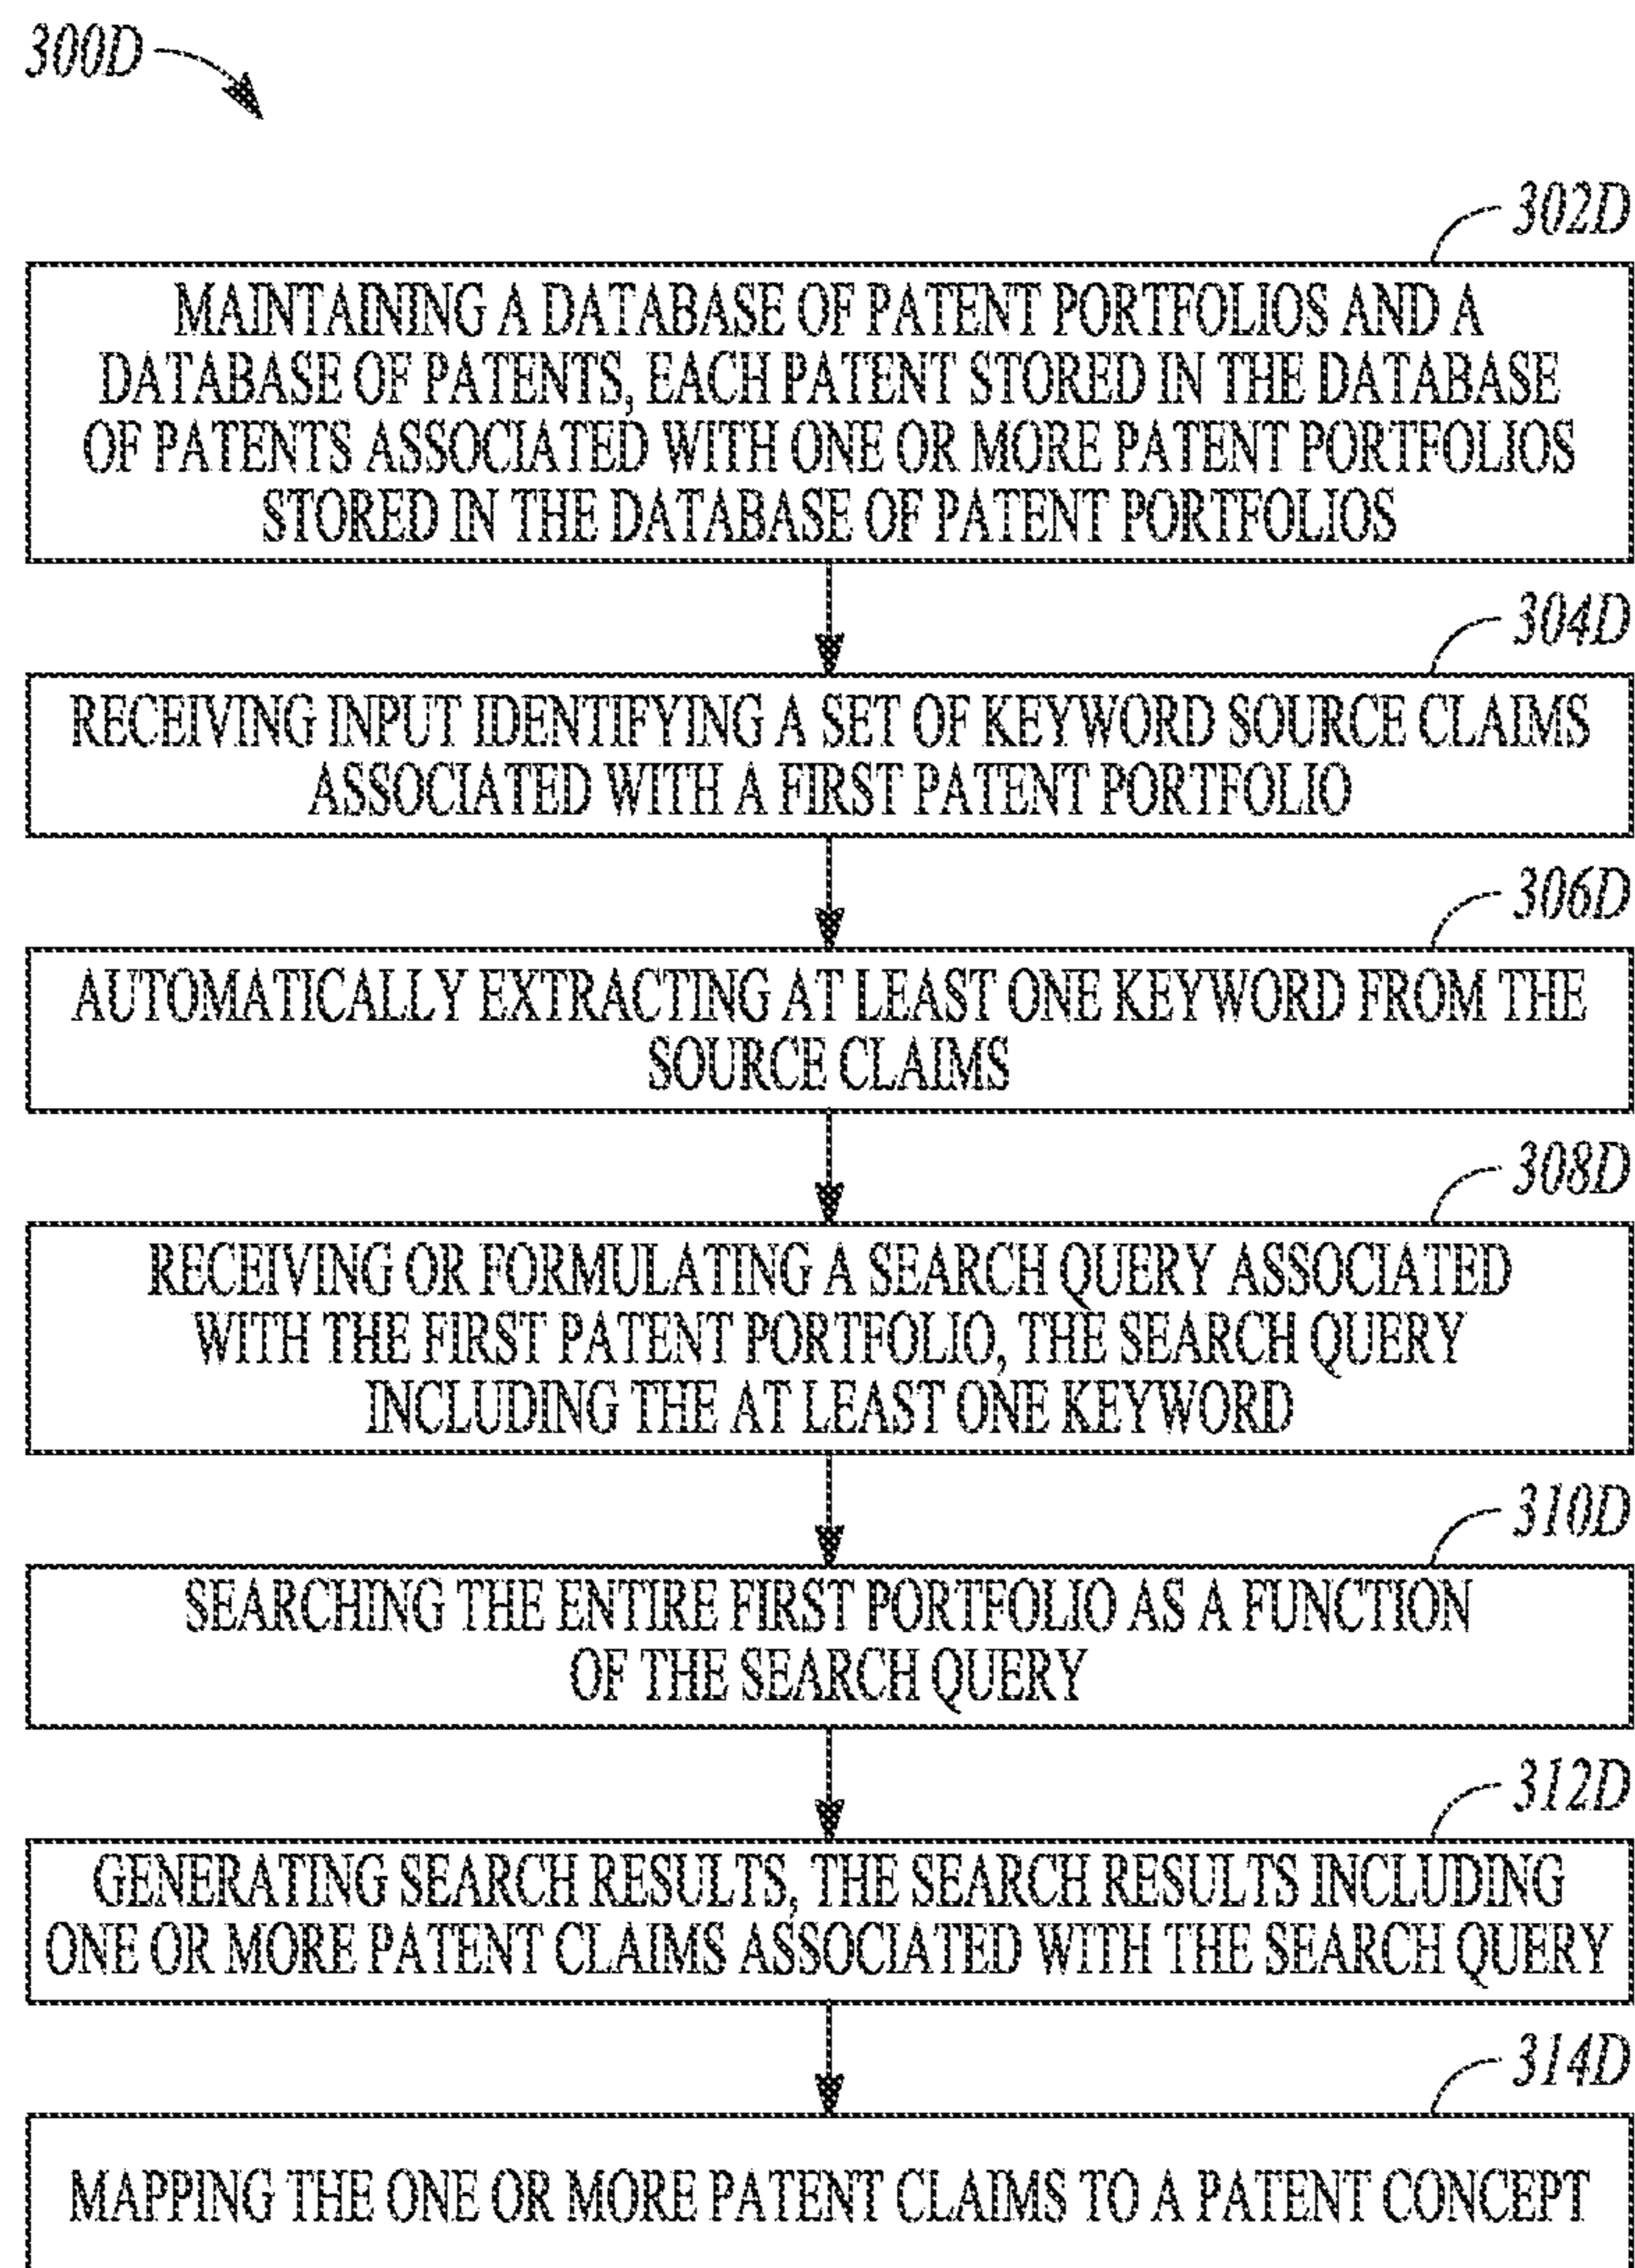 300D
302D
MAINTAINING A DATABASE OF PATENT PORTFOLIOS AND A
DATABASE OF PATENTS, EACH PATENT STORED IN THE DATABASE
OF PATENTS ASSOCIATED WITH ONE OR MORE PATENT PORTFOLIOS
STORED IN THE DATABASE OF PATENT PORTFOLIOS
304D
RECEIVING INPUT IDENTIFYING A SET OF KEYWORD SOURCE CLAIMS
ASSOCIATED WITH A FIRST PATENT PORTFOLIO
306D
AUTOMATICALLY EXTRACTING AT LEAST ONE KEYWORD FROM THE
SOURCE CLAIMS
308D
RECEIVING OR FORMULATING A SEARCH QUERY ASSOCIATED
WITH THE FIRST PATENT PORTFOLIO, THE SEARCH QUERY
INCLUDING THE AT LEAST ONE KEYWORD
310D
SEARCHING THE ENTIRE FIRST PORTFOLIO AS A FUNCTION
OF THE SEARCH QUERY
312D
GENERATING SEARCH RESULTS, THE SEARCH RESULTS INCLUDING
ONE OR MORE PATENT CLAIMS ASSOCIATED WITH THE SEARCH QUERY
314D
MAPPING THE ONE OR MORE PATENT CLAIMS TO A PATENT CONCEPT